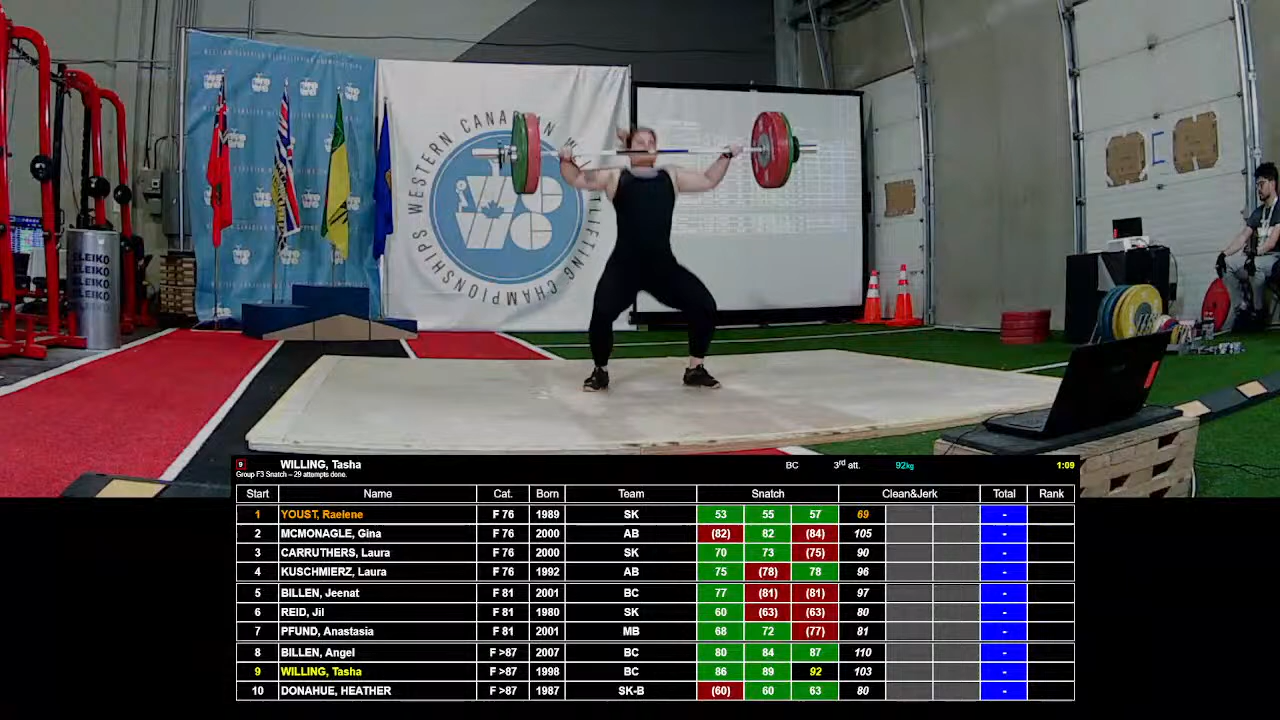 WESTERN CANADIAN WEIGHTLIFTING CHAMPIONSHIPS
ELEIKO
ELEIKO
ELEIKO
ELEIKO
C
9 WILLING, Tasha BC 3rd att. 92kg 1:09
Group F3 Snatch – 29 attempts done.
Start Name Cat. Born Team Snatch Clean&Jerk Total Rank
1 YOUST, Raelene F 76 1989 SK 53 55 57 69 -
2 MCMONAGLE, Gina F 76 2000 AB (82) 82 (84) 105 -
3 CARRUTHERS, Laura F 76 2000 SK 70 73 (75) 90 -
4 KUSCHMIERZ, Laura F 76 1992 AB 75 (78) 78 96 -
5 BILLEN, Jeenat F 81 2001 BC 77 (81) (81) 97 -
6 REID, Jil F 81 1980 SK 60 (63) (63) 80 -
7 PFUND, Anastasia F 81 2001 MB 68 72 (77) 81 -
8 BILLEN, Angel F >87 2007 BC 80 84 87 110 -
9 WILLING, Tasha F >87 1998 BC 86 89 92 103 -
10 DONAHUE, HEATHER F >87 1987 SK-B (60) 60 63 80 -